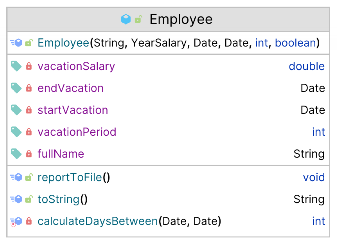 Employee
Employee(String, YearSalary, Date, Date, int, boolean)
vacationSalary double
endVacation Date
startVacation Date
vacationPeriod int
fullName String
reportToFile() void
toString() String
calculateDaysBetween(Date, Date) int